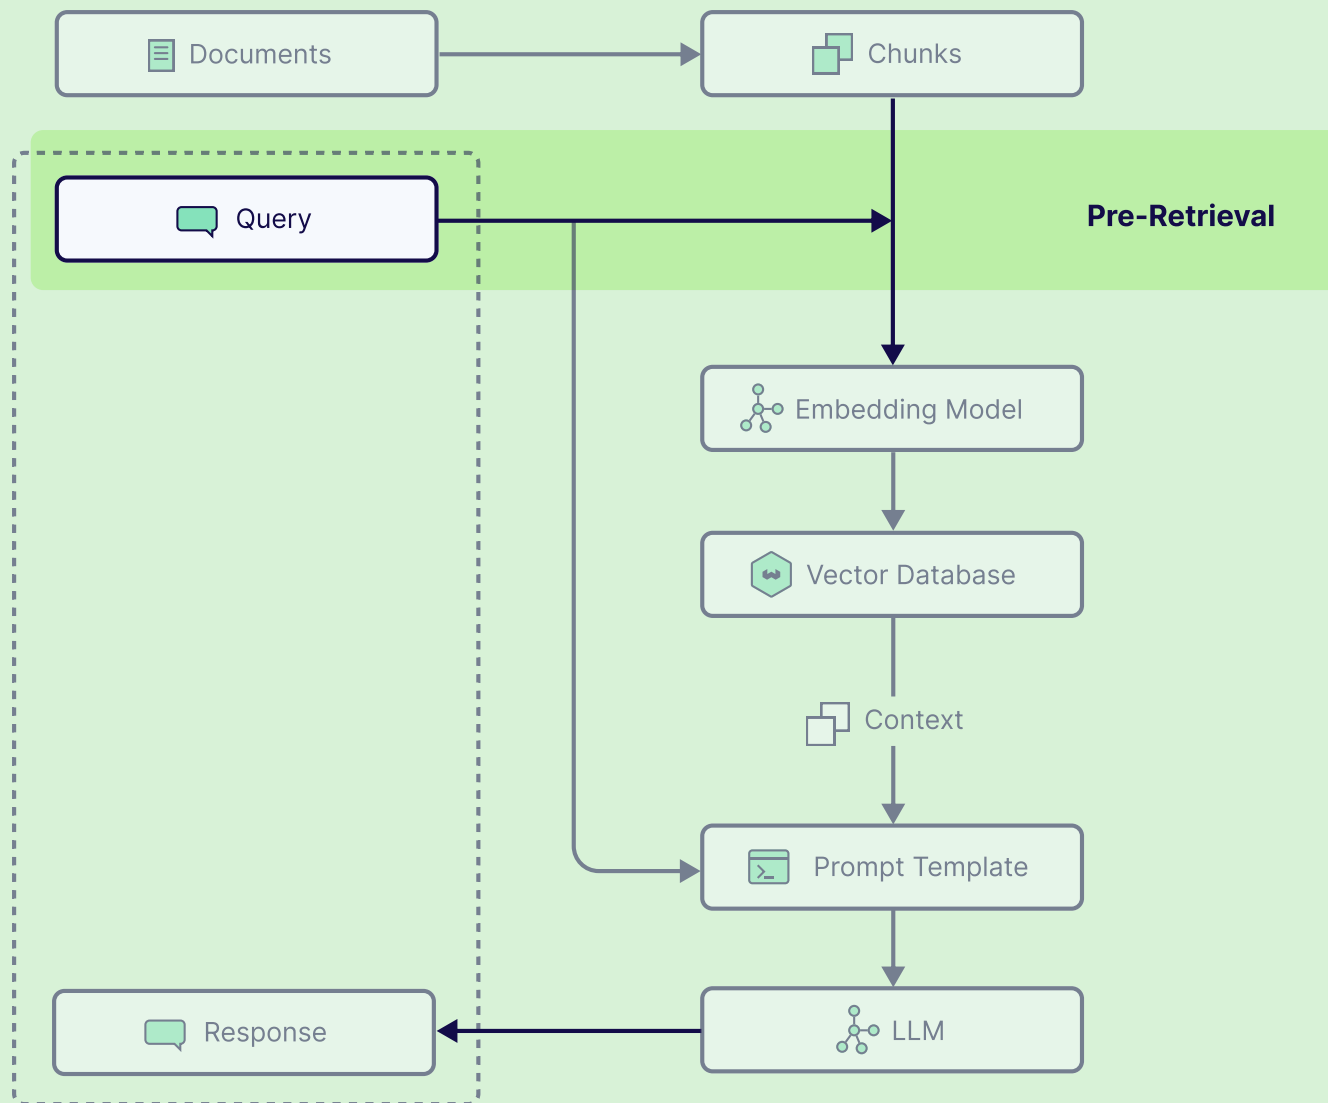 Documents
Chunks
Query
Pre-Retrieval
Embedding Model
Vector Database
Context
Prompt Template
Response
LLM